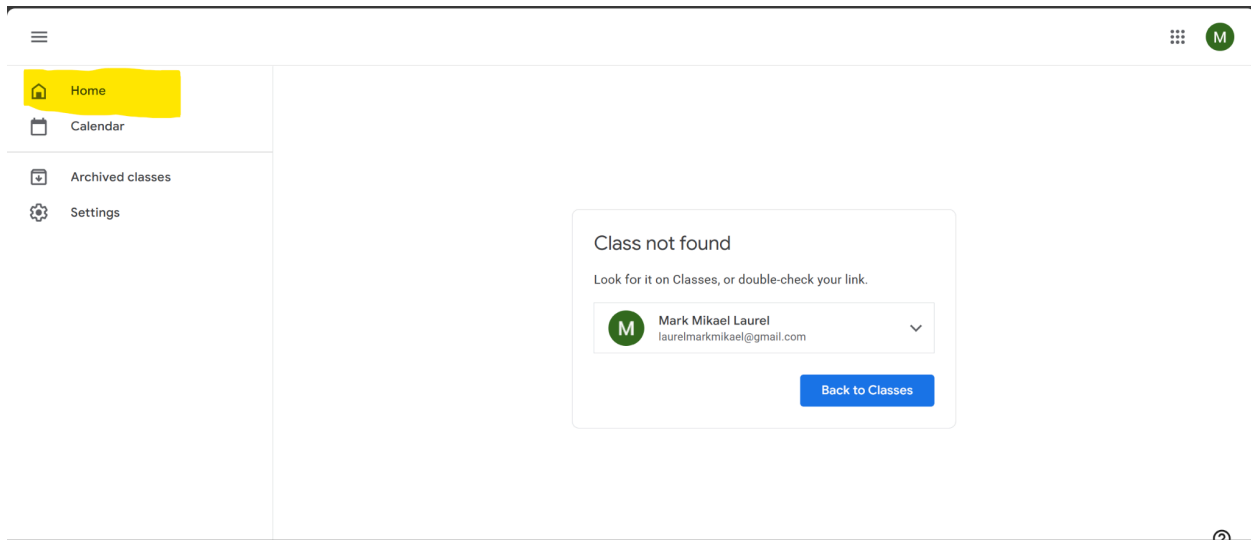 M
Home
Calendar
Archived classes
Settings
Class not found
Look for it on Classes, or double-check your link.
M
Mark Mikael Laurel
laurelmarkmikael@gmail.com
Back to Classes
?